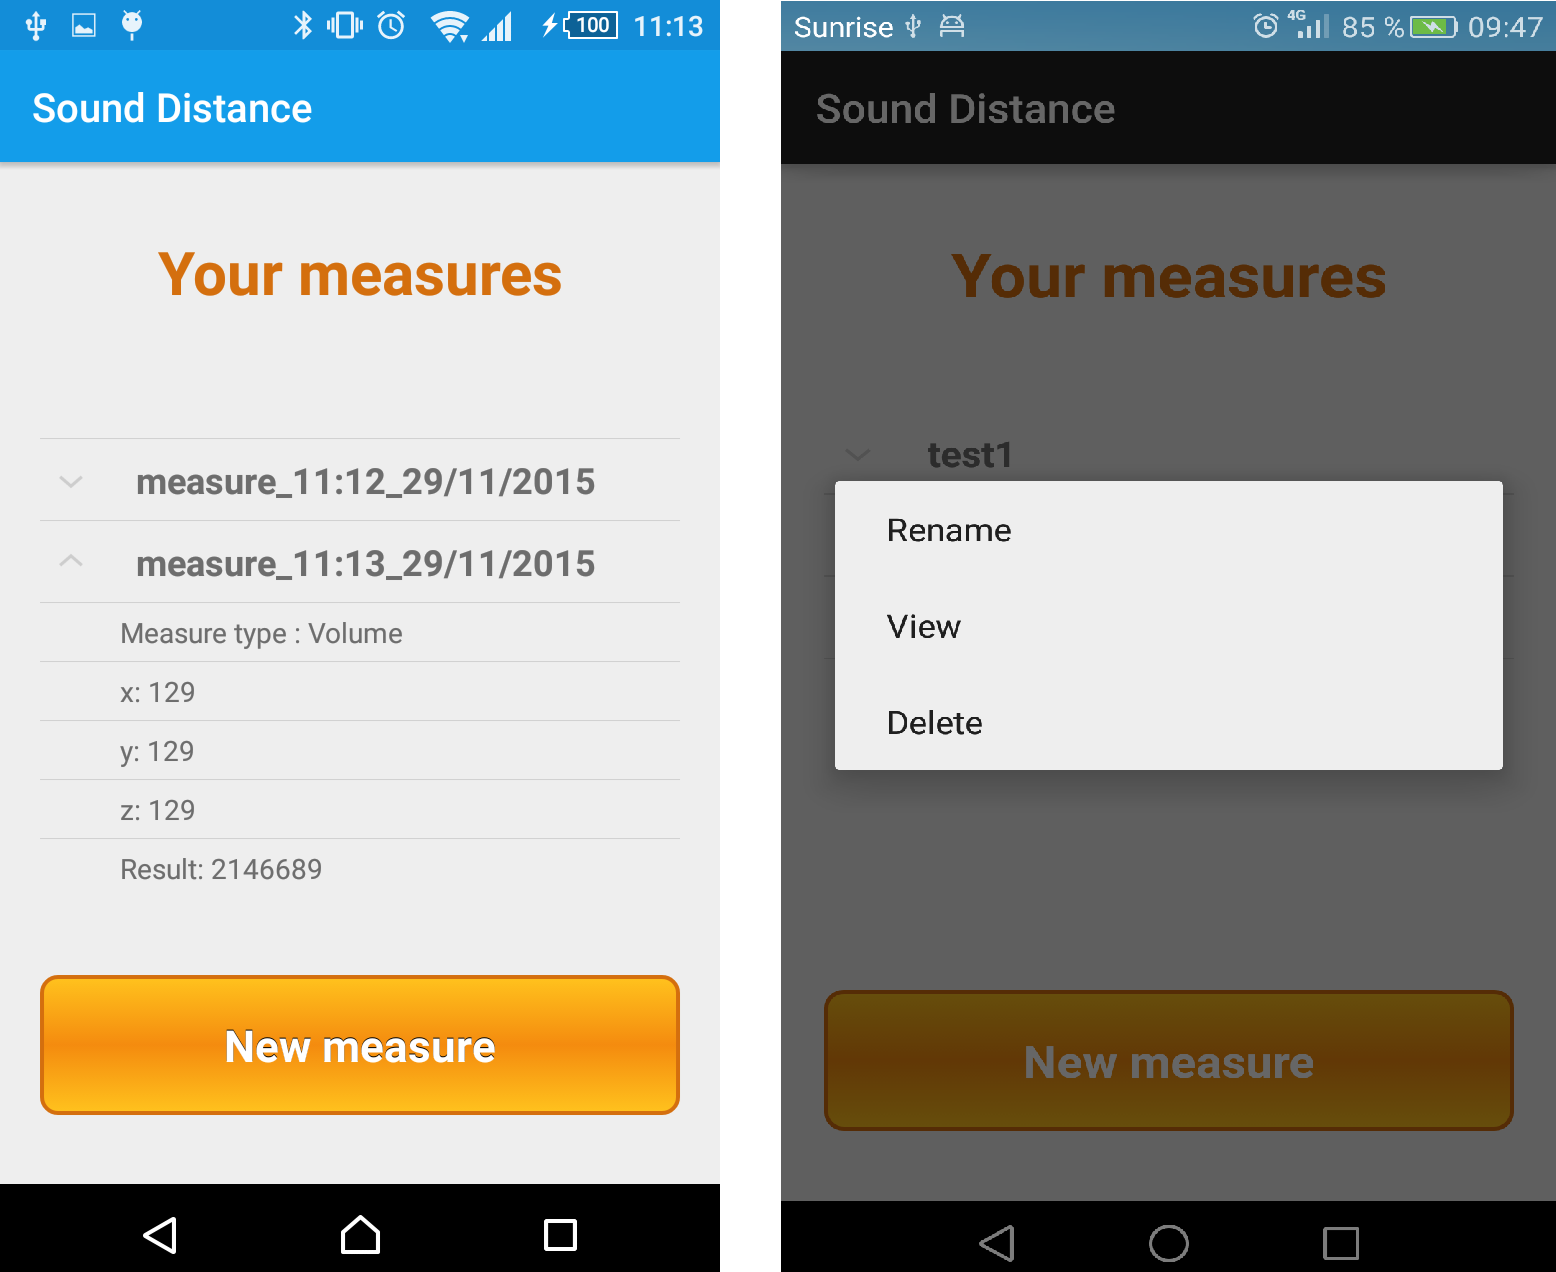 100 11:13
Sound Distance
Your measures
measure_11:12_29/11/2015
measure_11:13_29/11/2015
Measure type : Volume
x: 129
y: 129
z: 129
Result: 2146689
New measure
Sunrise 4G 85 % 09:47
Sound Distance
Your measures
test1
Rename
View
Delete
New measure